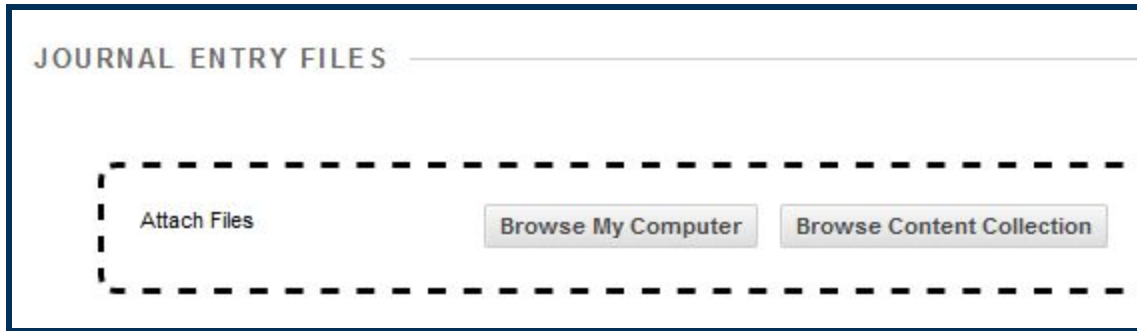 JOURNAL ENTRY FILES
Attach Files Browse My Computer Browse Content Collection